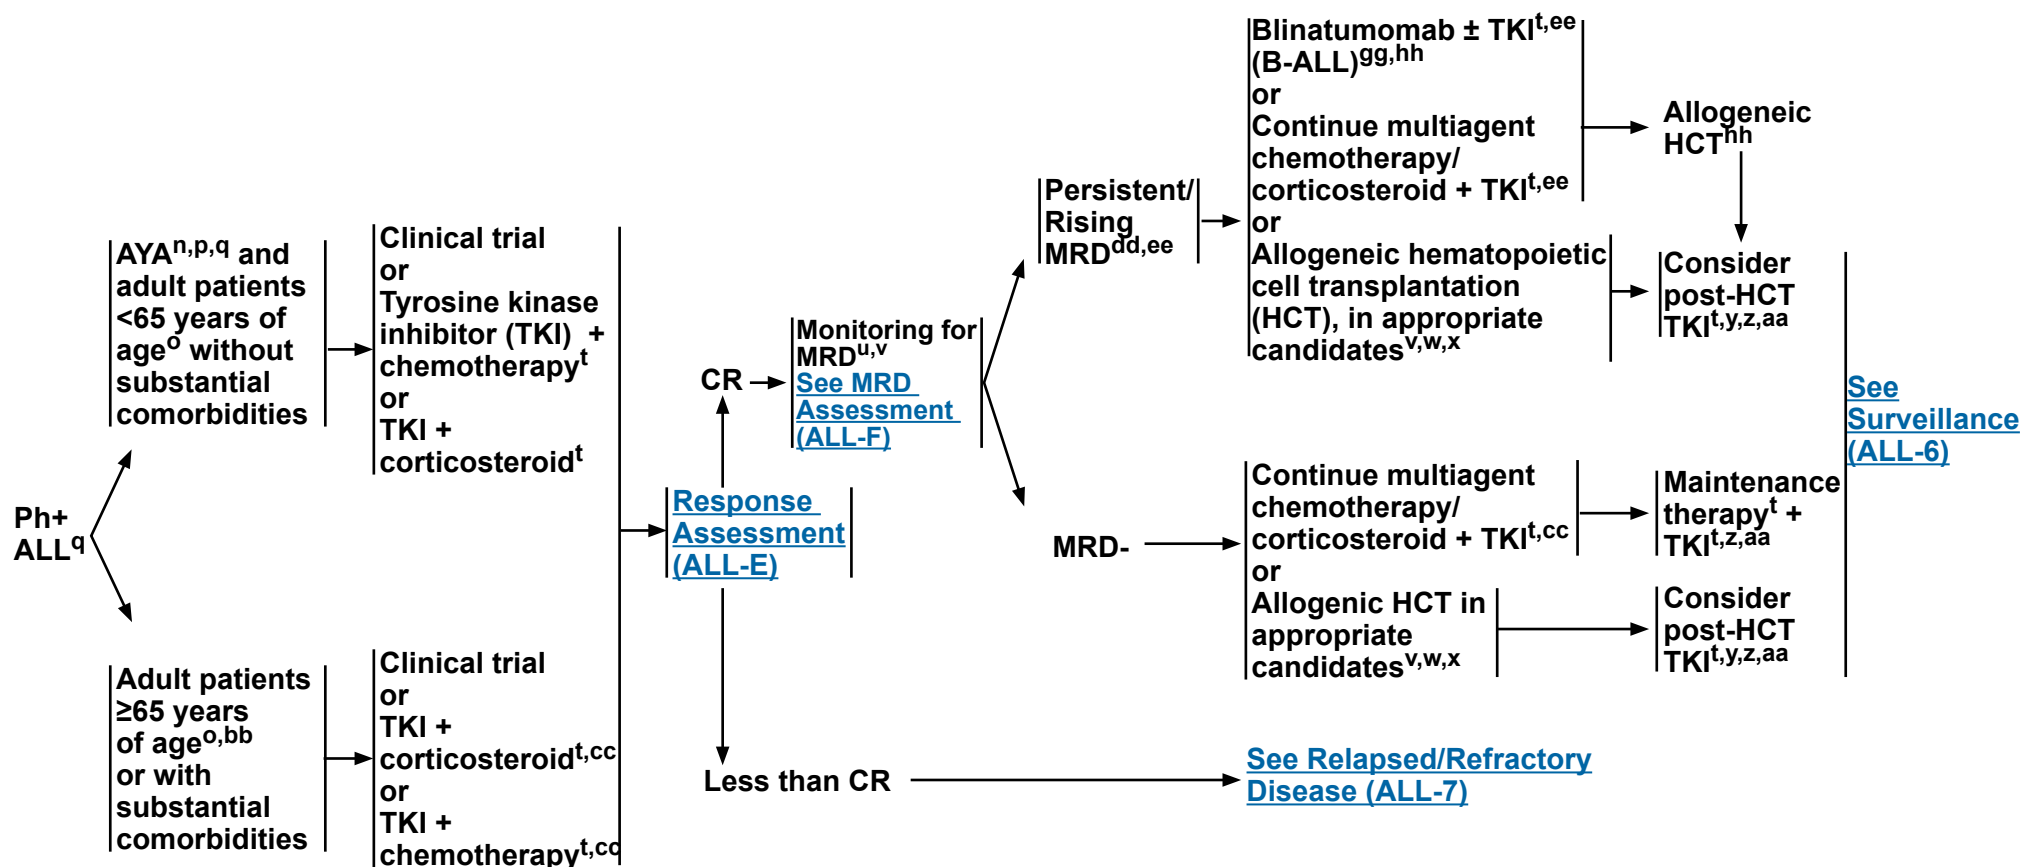 Ph+
ALLq
AYAn,p,q and
adult patients
<65 years of
ageo without
substantial
comorbidities
Clinical trial
or
Tyrosine kinase
inhibitor (TKI) +
chemotherapyt
or
TKI +
corticosteroidt
Adult patients
≥65 years
of ageo,bb
or with
substantial
comorbidities
Clinical trial
or
TKI +
corticosteroidt,cc
or
TKI +
chemotherapyt,cc
Response
Assessment
(ALL-E)
CR
Monitoring for
MRDu,v
See MRD
Assessment
(ALL-F)
Persistent/
Rising
MRDdd,ee
Blinatumomab ± TKIt,ee
(B-ALL)gg,hh
or
Continue multiagent
chemotherapy/
corticosteroid + TKIt,ee
or
Allogeneic hematopoietic
cell transplantation
(HCT), in appropriate
candidatesv,w,x
Allogeneic
HCThh
Consider
post-HCT
TKIt,y,z,aa
MRD-
Continue multiagent
chemotherapy/
corticosteroid + TKIt,cc
or
Allogenic HCT in
appropriate
candidatesv,w,x
Maintenance
therapyt +
TKIt,z,aa
Consider
post-HCT
TKIt,y,z,aa
See
Surveillance
(ALL-6)
Less than CR
See Relapsed/Refractory
Disease (ALL-7)